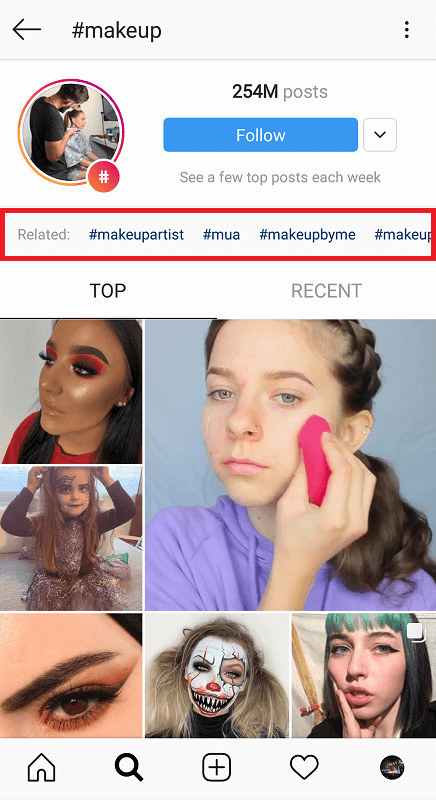 #makeup
254M posts
Follow
#
See a few top posts each week
Related: #makeupartist #mua #makeupbyme #makeup
TOP RECENT